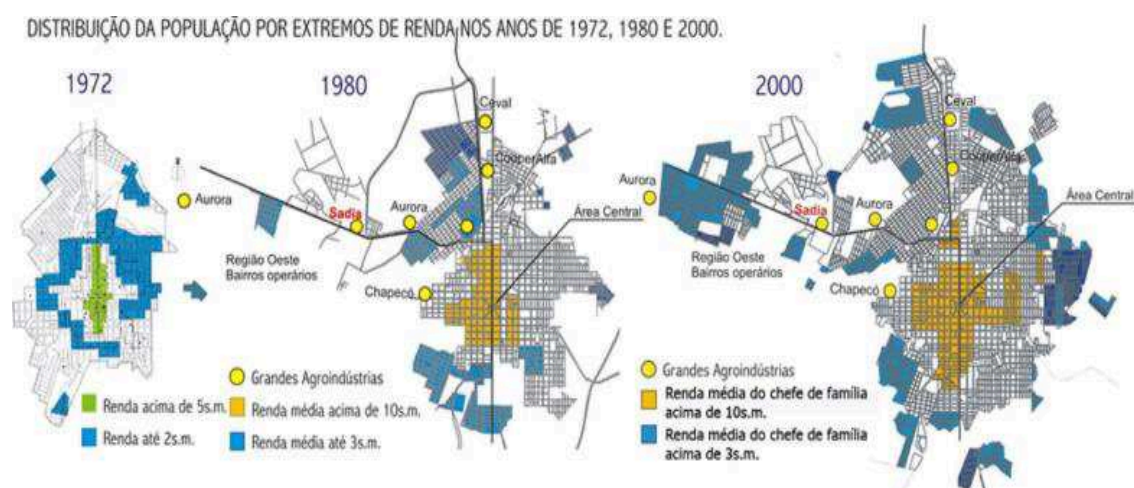 DISTRIBUIÇÃO DA POPULAÇÃO POR EXTREMOS DE RENDA NOS ANOS DE 1972, 1980 E 2000.
1972
Aurora
Renda acima de 5s.m.
Renda até 2s.m.
1980
Ceval
CooperAlfa
Sadia
Aurora
Área Central
Região Oeste
Bairros operários
Chapecó
Grandes Agroindústrias
Renda média acima de 10s.m.
Renda média até 3s.m.
2000
Ceval
CooperAlfa
Aurora
Sadia
Aurora
Área Central
Região Oeste
Bairros operários
Chapecó
Grandes Agroindústrias
Renda média do chefe de família
acima de 10s.m.
Renda média do chefe de família
acima de 3s.m.